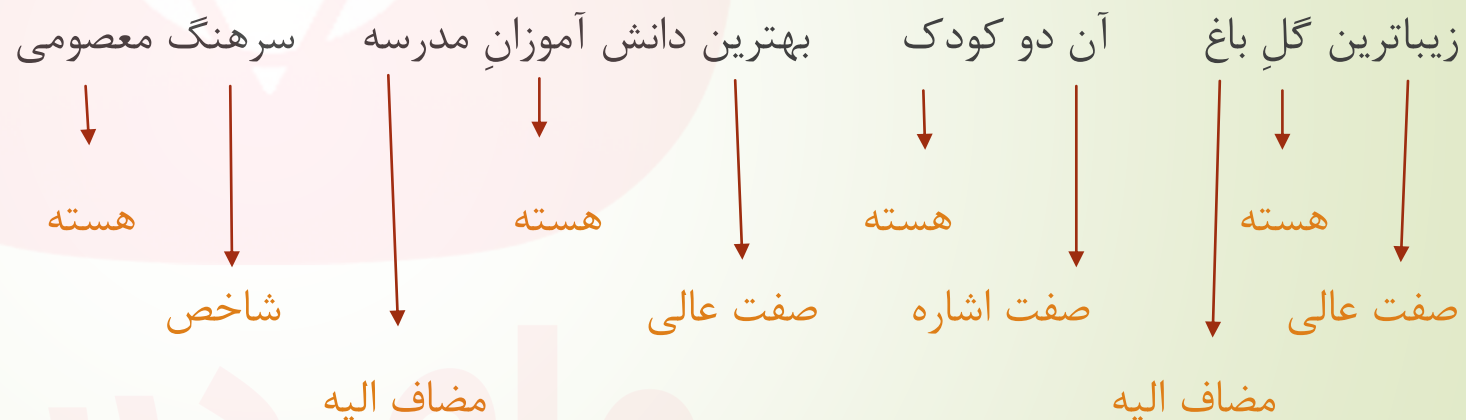 زیباترین گلِ باغ آن دو کودک بهترین دانش آموزانِ مدرسه سرهنگ معصومی
هسته هسته هسته هسته
صفت عالی صفت اشاره صفت عالی شاخص
مضاف الیه مضاف الیه